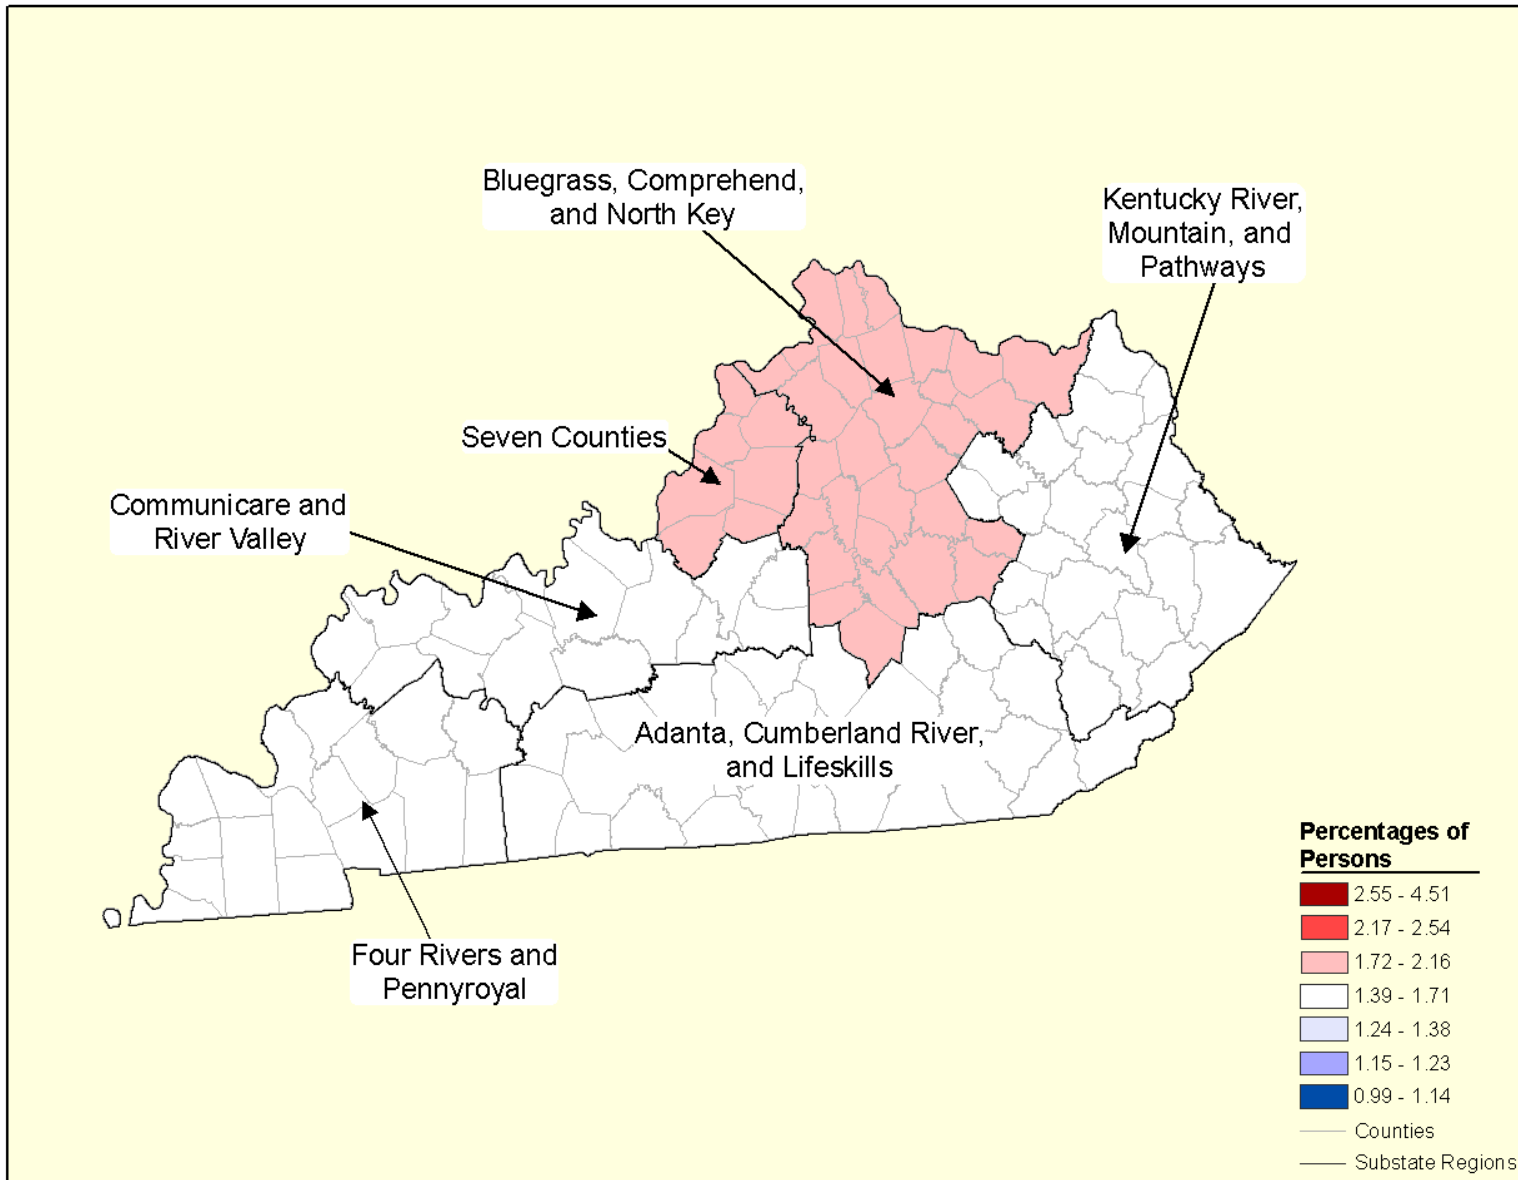 Bluegrass, Comprehend,
and North Key
Kentucky River,
Mountain, and
Pathways
Seven Counties
Communicare and
River Valley
Adanta, Cumberland River,
and Lifeskills
Four Rivers and
Pennyroyal
Percentages of
Persons
2.55 - 4.51
2.17 - 2.54
1.72 - 2.16
1.39 - 1.71
1.24 - 1.38
1.15 - 1.23
0.99 - 1.14
Counties
Substate Regions